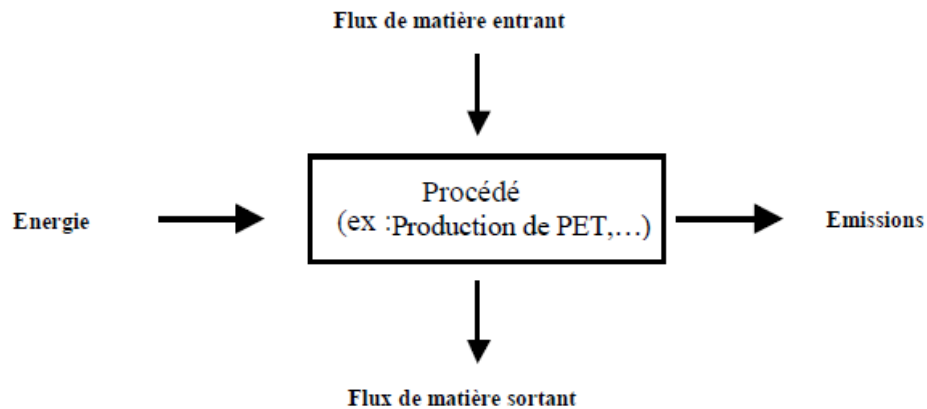 Flux de matière entrant
Procédé
(ex :Production de PET,…)
Energie
Emissions
Flux de matière sortant